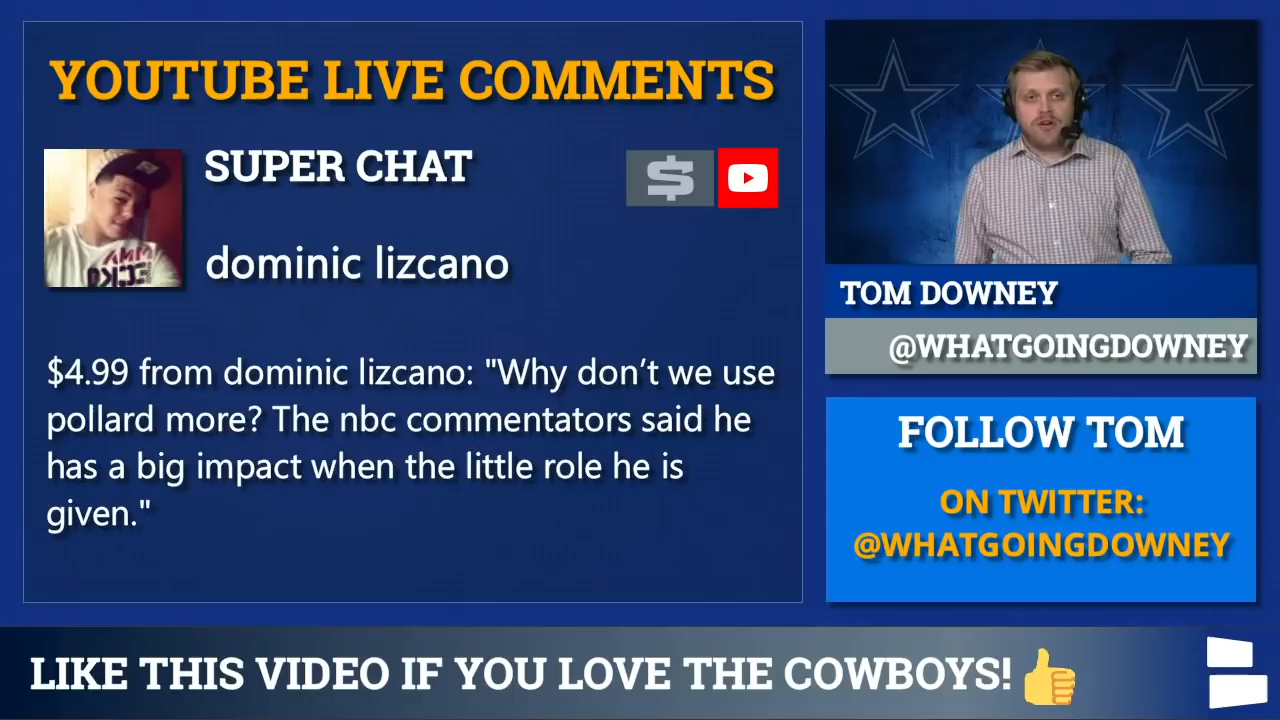 YOUTUBE LIVE COMMENTS
SUPER CHAT
dominic lizcano
$4.99 from dominic lizcano: "Why don’t we use
pollard more? The nbc commentators said he
has a big impact when the little role he is
given."
TOM DOWNEY
@WHATGOINGDOWNEY
FOLLOW TOM
ON TWITTER:
@WHATGOINGDOWNEY
LIKE THIS VIDEO IF YOU LOVE THE COWBOYS!